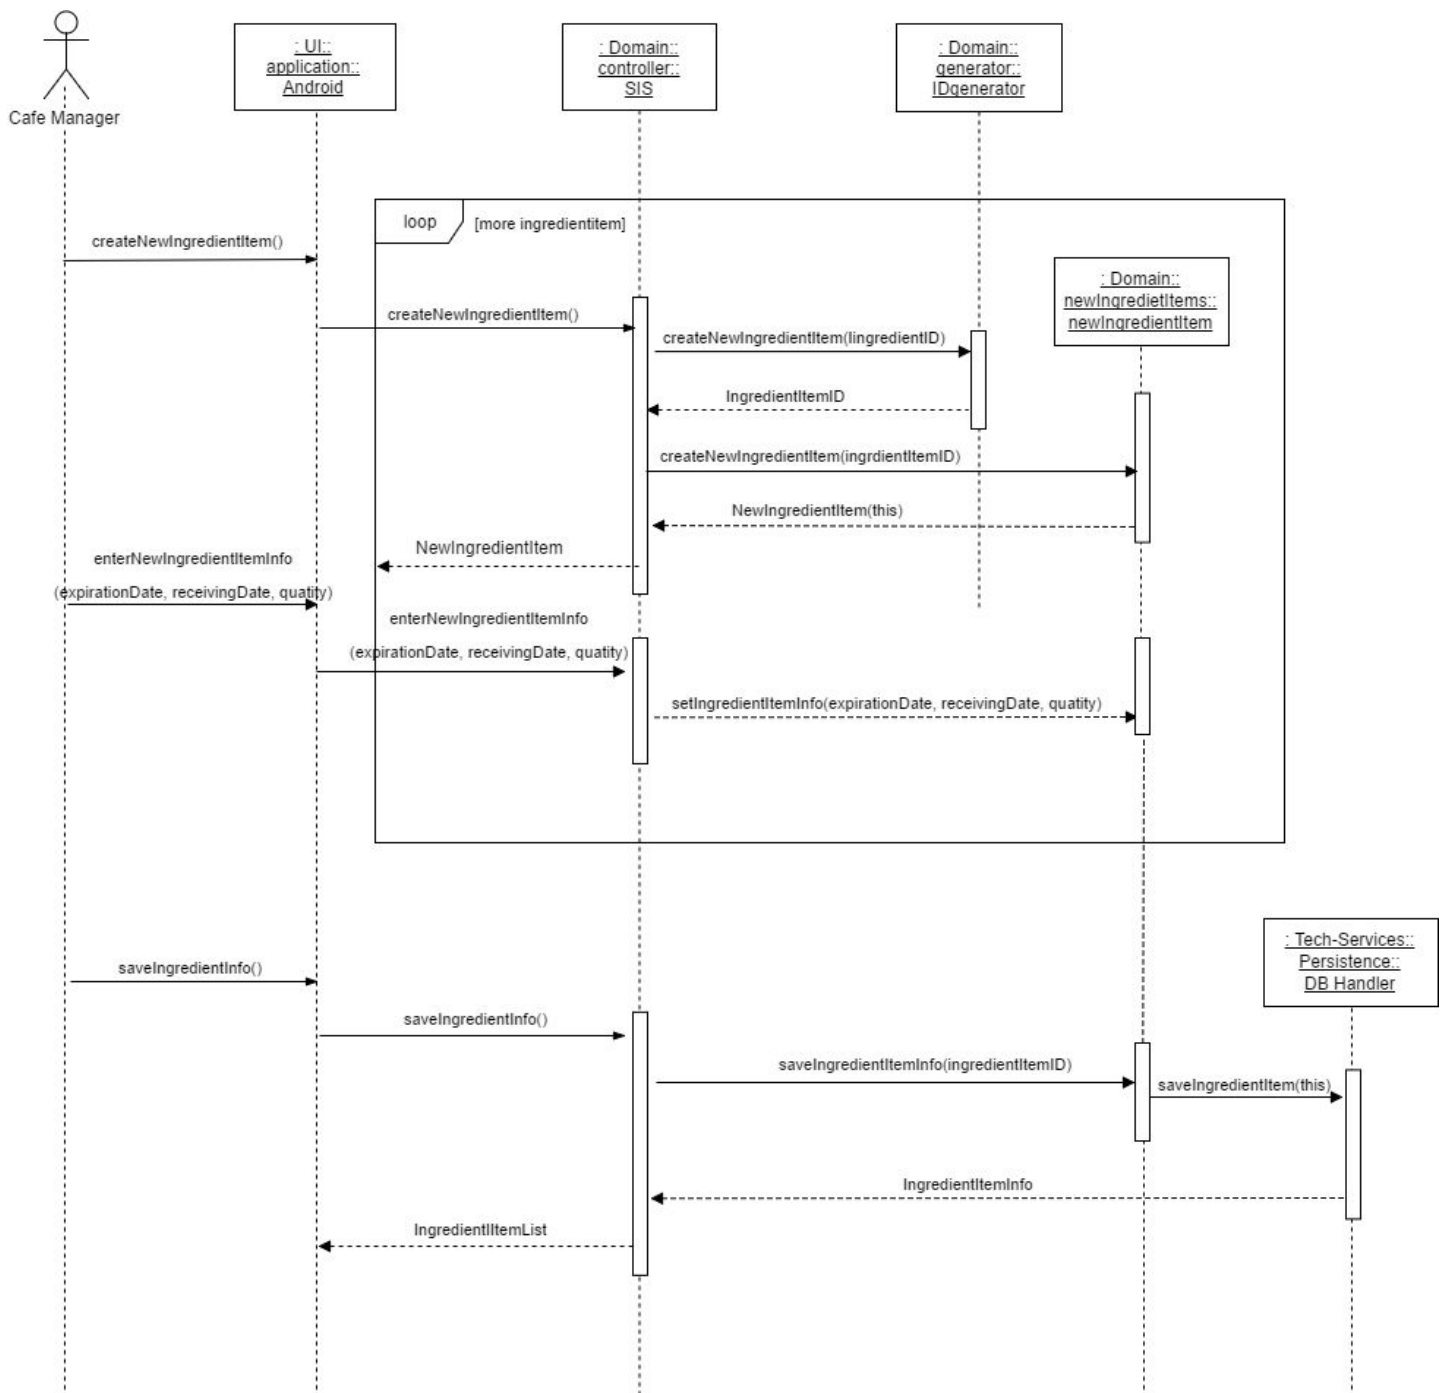 : UI::
application::
Android
: Domain::
controller::
SIS
: Domain::
generator::
IDgenerator
Cafe Manager
loop
[more ingredientitem]
createNewIngredientItem()
: Domain::
newIngredietItems::
newIngredientItem
createNewIngredientItem()
createNewIngredientItem(IingredientID)
IngredientItemID
createNewIngredientItem(ingrdientItemID)
NewIngredientItem(this)
NewIngredientItem
enterNewIngredientItemInfo
(expirationDate, receivingDate, quatity)
enterNewIngredientItemInfo
(expirationDate, receivingDate, quatity)
setIngredientItemInfo(expirationDate, receivingDate, quatity)
: Tech-Services::
Persistence::
DB Handler
saveIngredientInfo()
saveIngredientInfo()
saveIngredientItemInfo(ingredientItemID)
saveIngredientItem(this)
IngredientItemInfo
IngredientIItemList